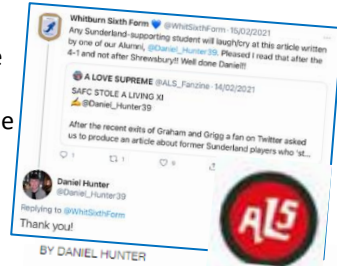 e
e
Whitburn Sixth Form 💙 @WhitSixthForm · 15/02/2021
Any Sunderland-supporting student will laugh/cry at this article written
by one of our Alumni, @Daniel_Hunter39. Pleased I read that after the
4-1 and not after Shrewsbury!! Well done Daniel!!
A LOVE SUPREME @ALS_Fanzine · 14/02/2021
SAFC STOLE A LIVING XI
✍️@Daniel_Hunter39
After the recent exits of Graham and Grigg a fan on Twitter asked
us to produce an article about former Sunderland players who 'st...
1
1
6
Daniel Hunter
@Daniel_Hunter39
Replying to @WhitSixthForm
Thank you!
ALS
BY DANIEL HUNTER